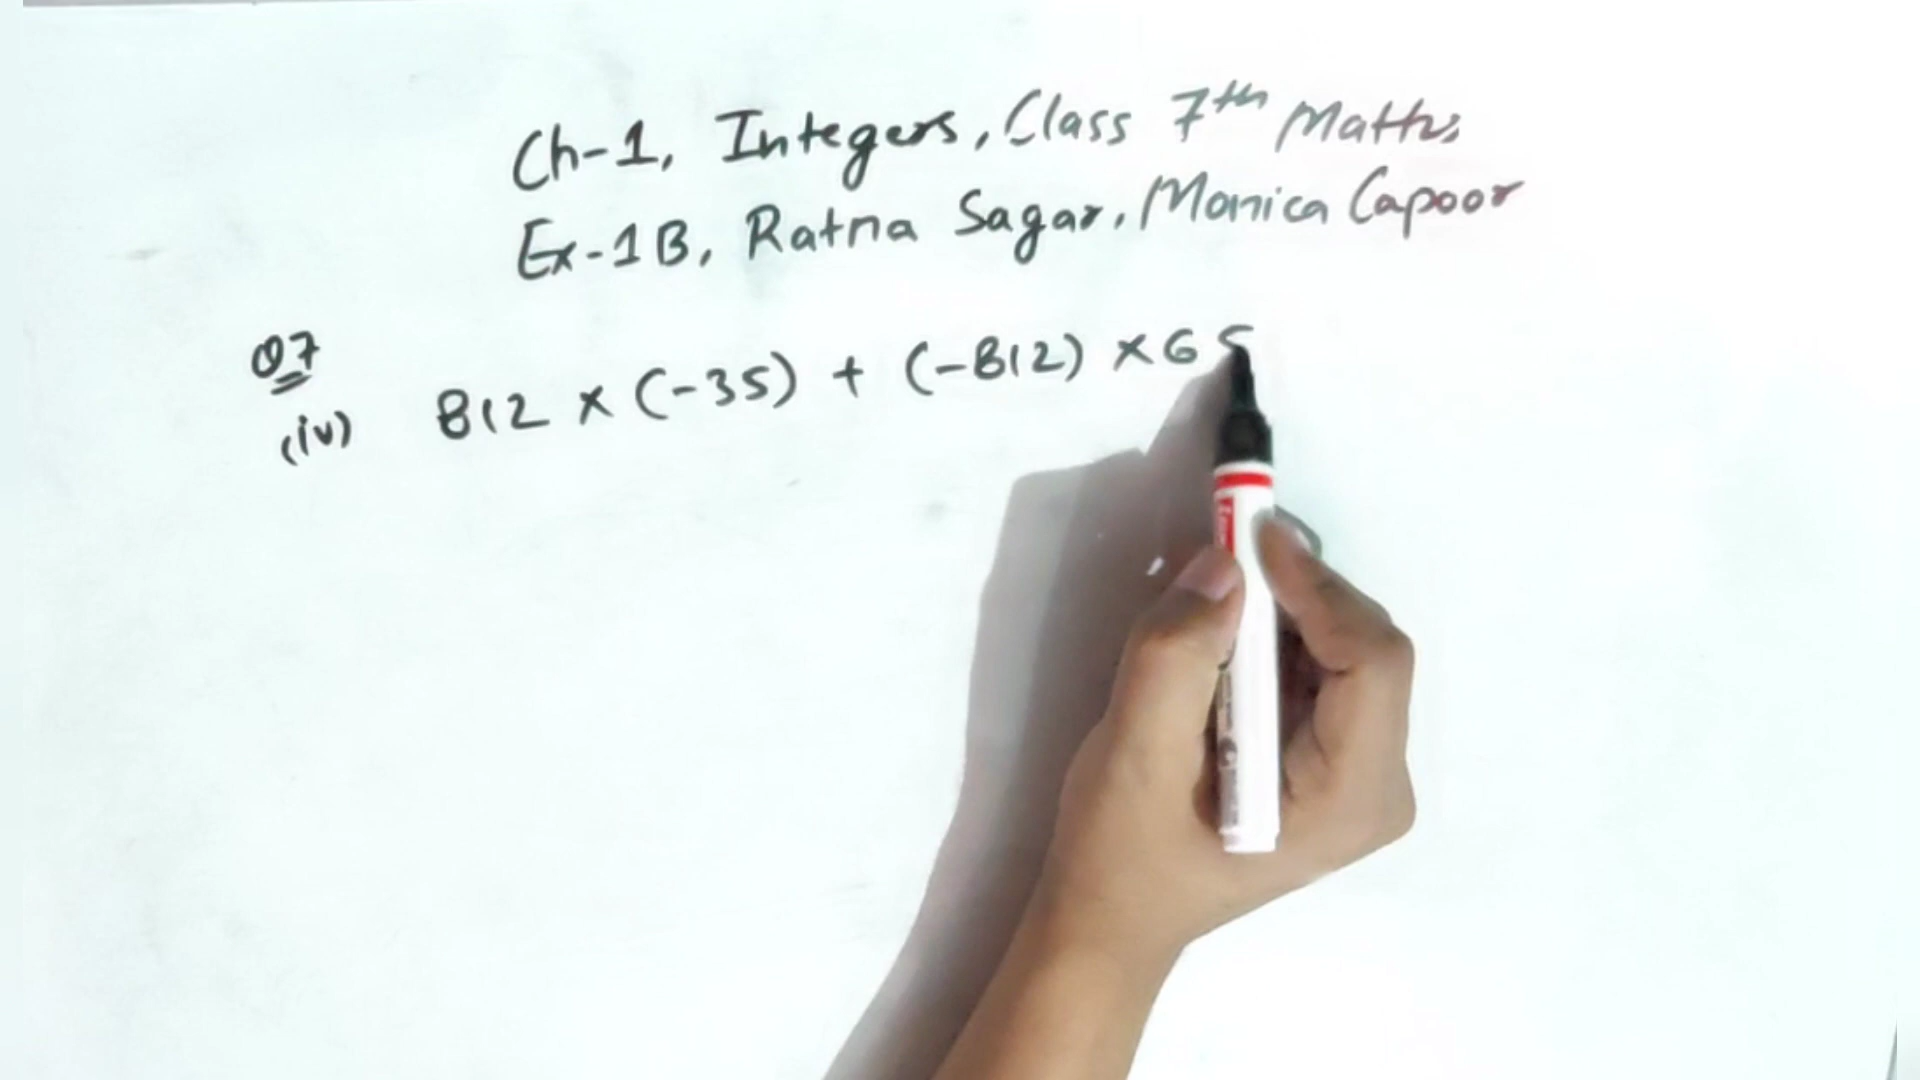 Ch-1, Integers, Class 7th Maths
Ex-1B, Ratna Sagar, Monica Capoor
Q7
(iv) 812 × (-35) + (-812) × 65